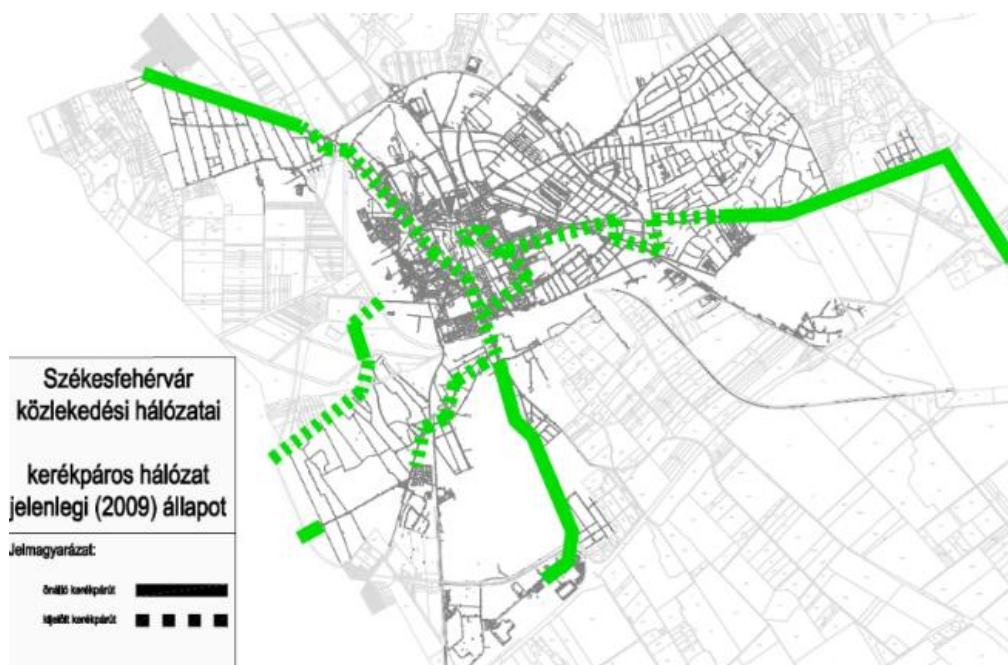 Székesfehérvár
közlekedési hálózatai
kerékpáros hálózat
jelenlegi (2009) állapot
Jelmagyarázat:
önálló kerékpárút
kijelölt kerékpárút